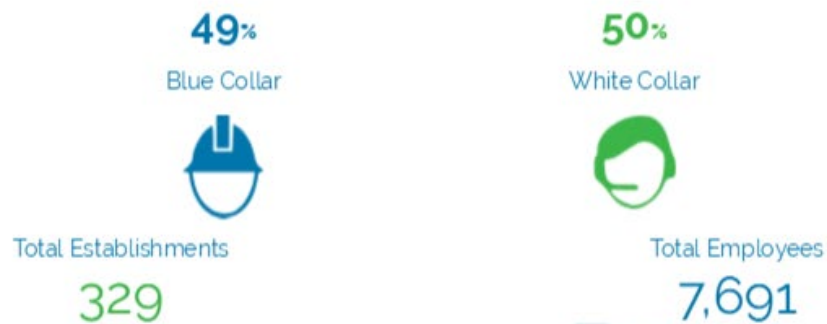 49%
50%
Blue Collar
White Collar
Total Establishments
Total Employees
329
7,691